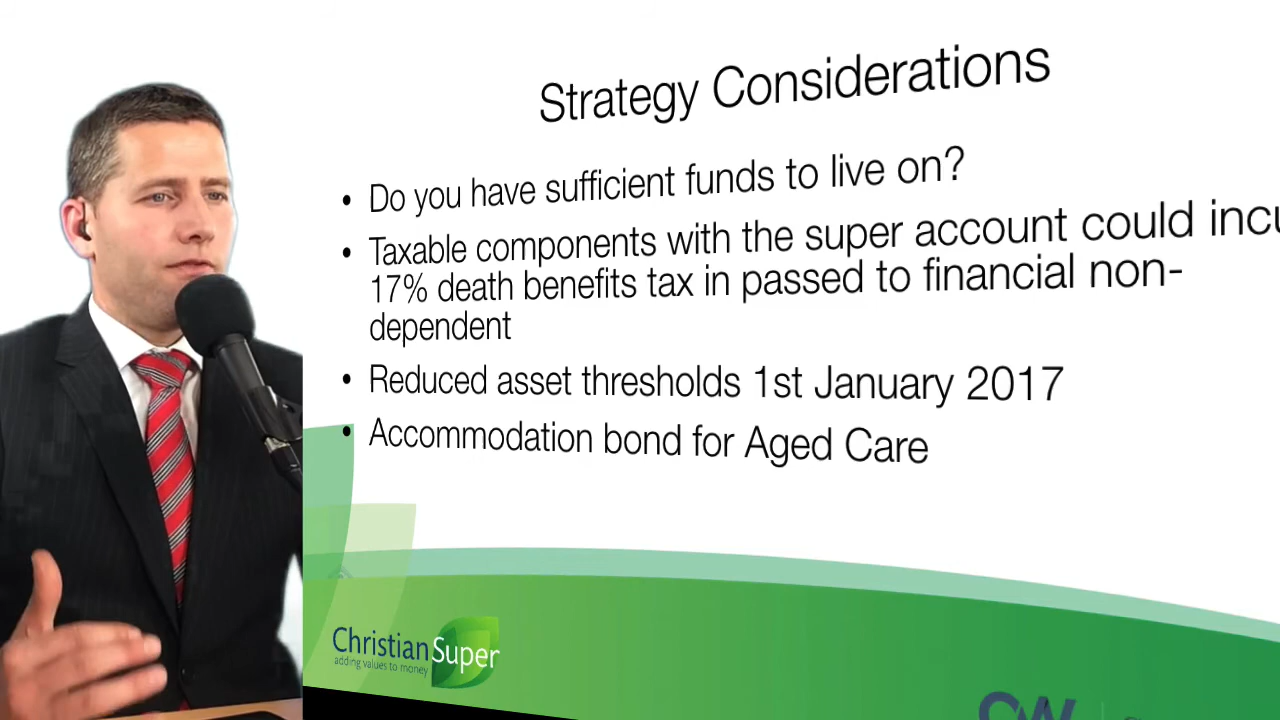 Strategy Considerations
• Do you have sufficient funds to live on?
• Taxable components with the super account could incu
17% death benefits tax in passed to financial non-
dependent
• Reduced asset thresholds 1st January 2017
• Accommodation bond for Aged Care
ChristianSuper
adding values to money